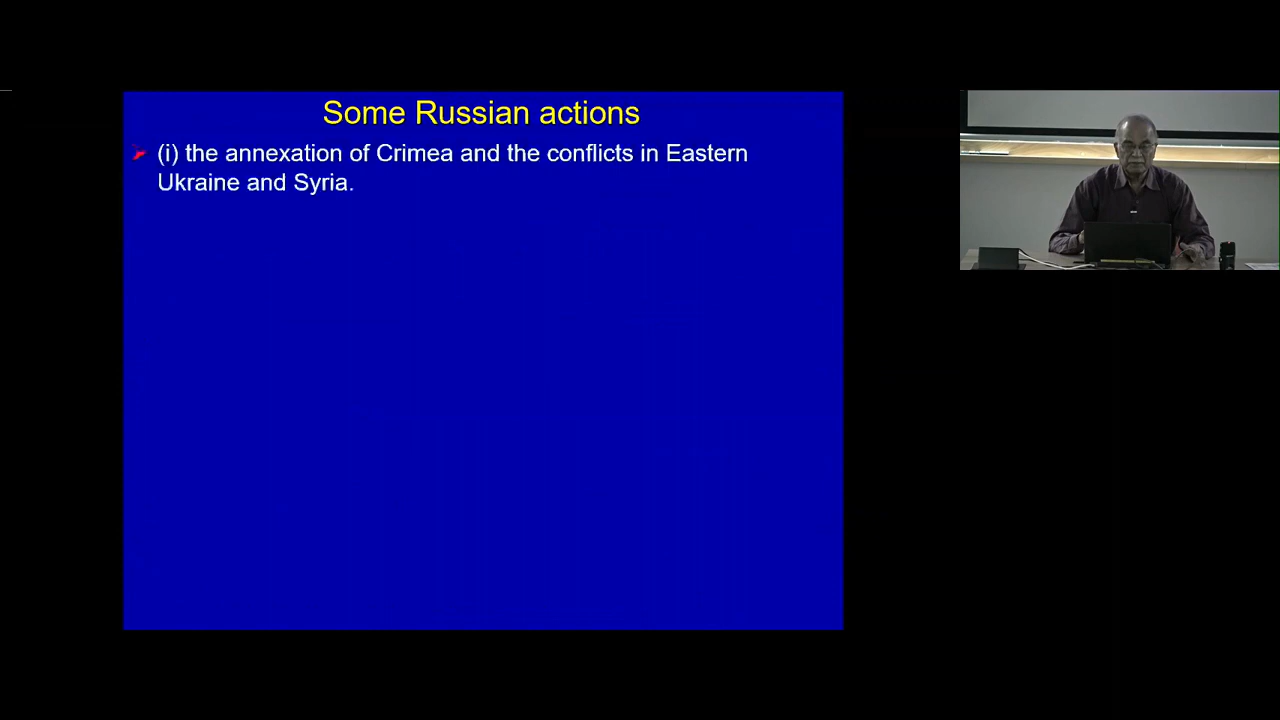 Some Russian actions
(i) the annexation of Crimea and the conflicts in Eastern
Ukraine and Syria.